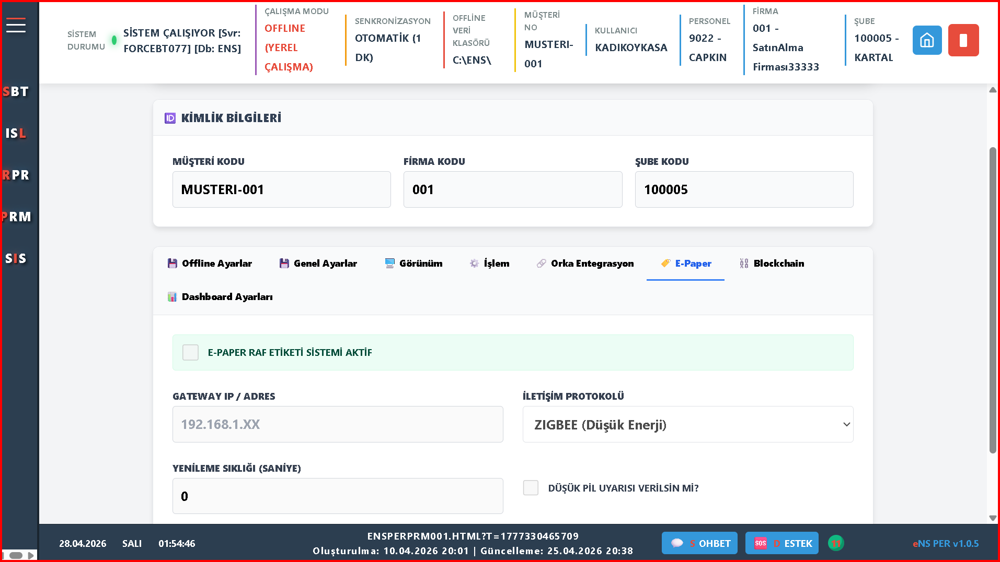 SİSTEM DURUMU
SİSTEM ÇALIŞIYOR [Svr: FORCEBT077] [Db: ENS]
ÇALIŞMA MODU
OFFLINE (YEREL ÇALIŞMA)
SENKRONİZASYON
OTOMATİK (1 DK)
OFFLİNE VERİ KLASÖRÜ
C:\ENS\
MÜŞTERİ NO
MUSTERI-001
KULLANICI
KADIKOYKASA
PERSONEL
9022 - CAPKIN
FİRMA
001 - SatınAlma Firması33333
ŞUBE
100005 - KARTAL
SBT
ISL
RPR
PRM
SIS
KİMLİK BİLGİLERİ
MÜŞTERİ KODU
MUSTERI-001
FİRMA KODU
001
ŞUBE KODU
100005
Offline Ayarlar
Genel Ayarlar
Görünüm
İşlem
Orka Entegrasyon
E-Paper
Blockchain
Dashboard Ayarları
E-PAPER RAF ETİKETİ SİSTEMİ AKTİF
GATEWAY IP / ADRES
192.168.1.XX
İLETİŞİM PROTOKOLÜ
ZIGBEE (Düşük Enerji)
YENİLEME SIKLIĞI (SANİYE)
0
DÜŞÜK PİL UYARISI VERİLSİN Mİ?
28.04.2026 SALI 01:54:46
ENSPERPRM001.HTML?T=1777330465709
Oluşturulma: 10.04.2026 20:01 | Güncelleme: 25.04.2026 20:38
SOHBET
SOS DESTEK
11
eNS PER v1.0.5